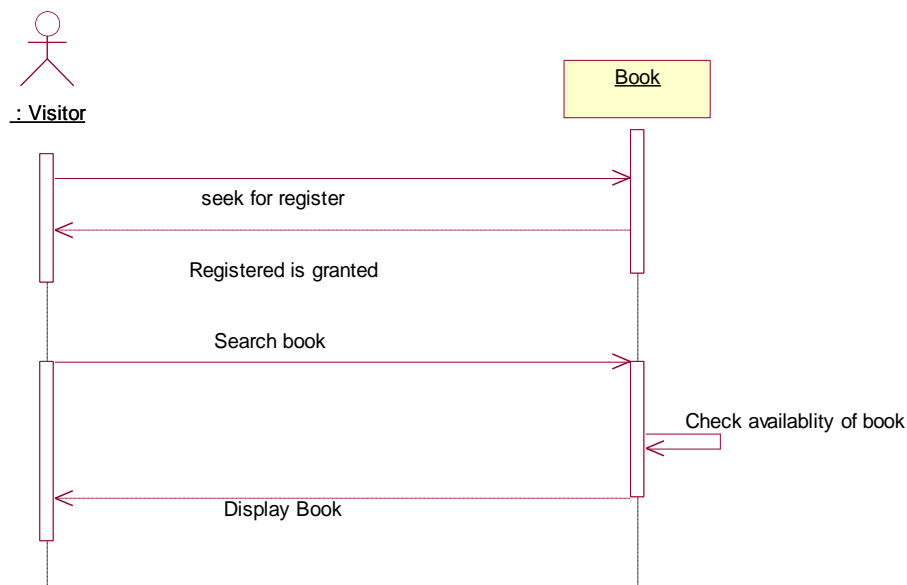 Book
: Visitor
seek for register
Registered is granted
Search book
Check availablity of book
Display Book